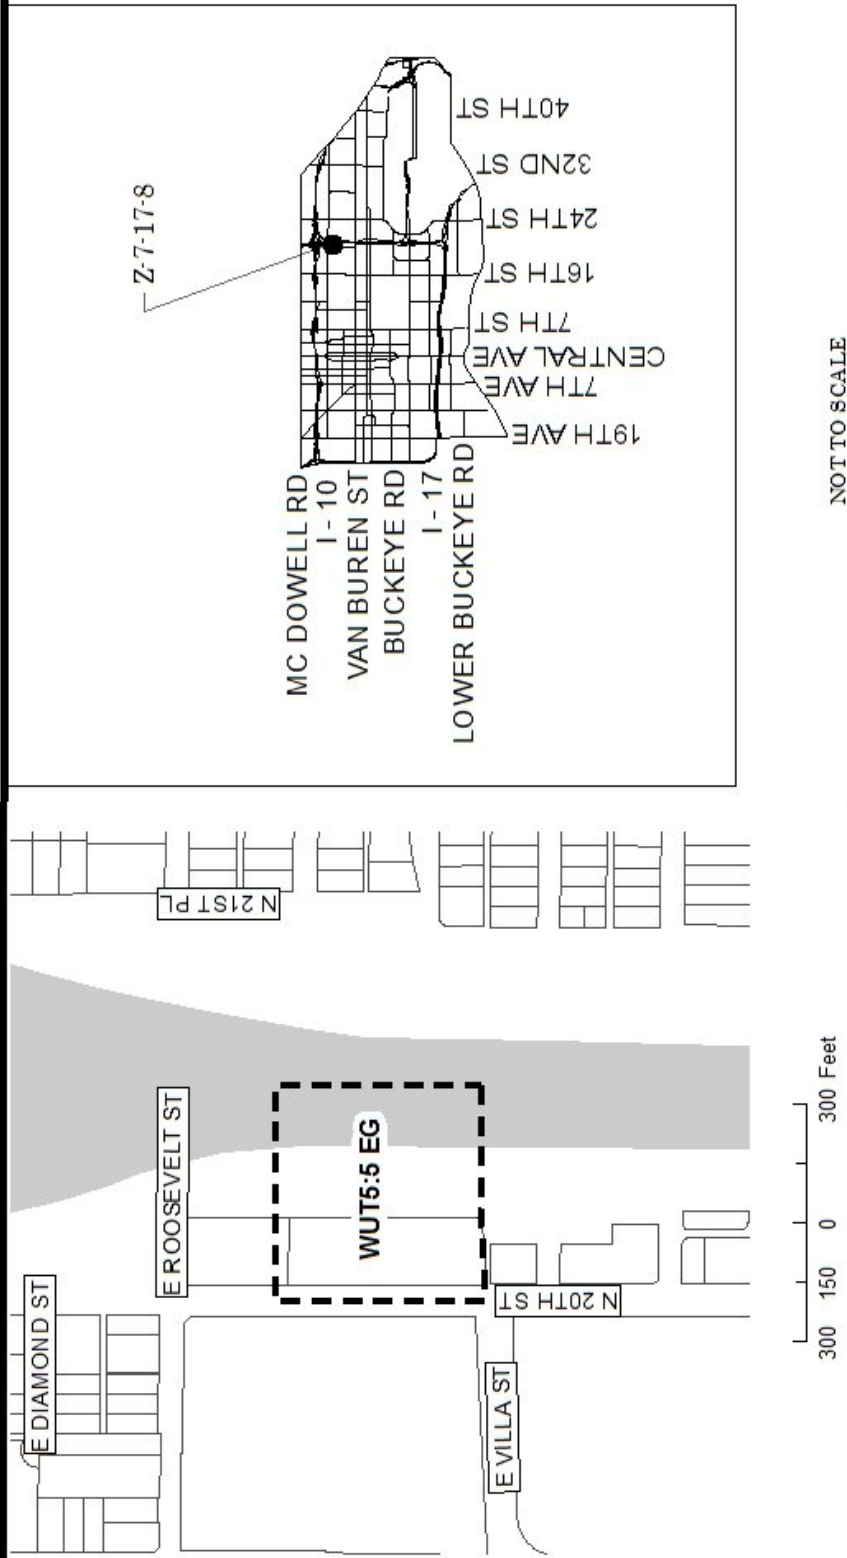 Z-7-17-8
MC DOWELL RD
I - 10
VAN BUREN ST
BUCKEYE RD
I - 17
LOWER BUCKEYE RD
19TH AVE
7TH AVE
CENTRAL AVE
7TH ST
16TH ST
24TH ST
32ND ST
40TH ST
NOT TO SCALE
E DIAMOND ST
E ROOSEVELT ST
N 21ST PL
WUT5:5 EG
N 20TH ST
E VILLA ST
300 150 0 300 Feet